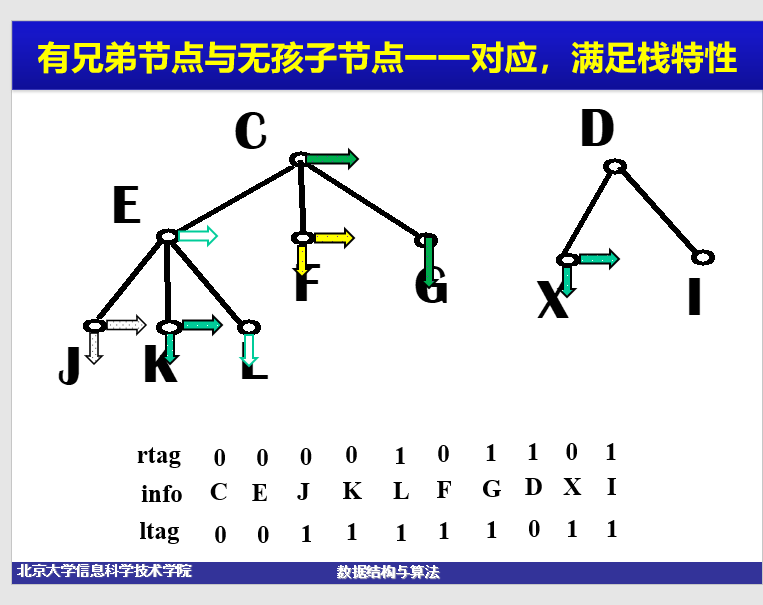 有兄弟节点与无孩子节点一一对应，满足栈特性
C
D
E
F
G
X
I
J
K
L
rtag 0 0 0 0 1 0 1 1 0 1
info C E J K L F G D X I
ltag 0 0 1 1 1 1 1 0 1 1
北京大学信息科学技术学院
数据结构与算法